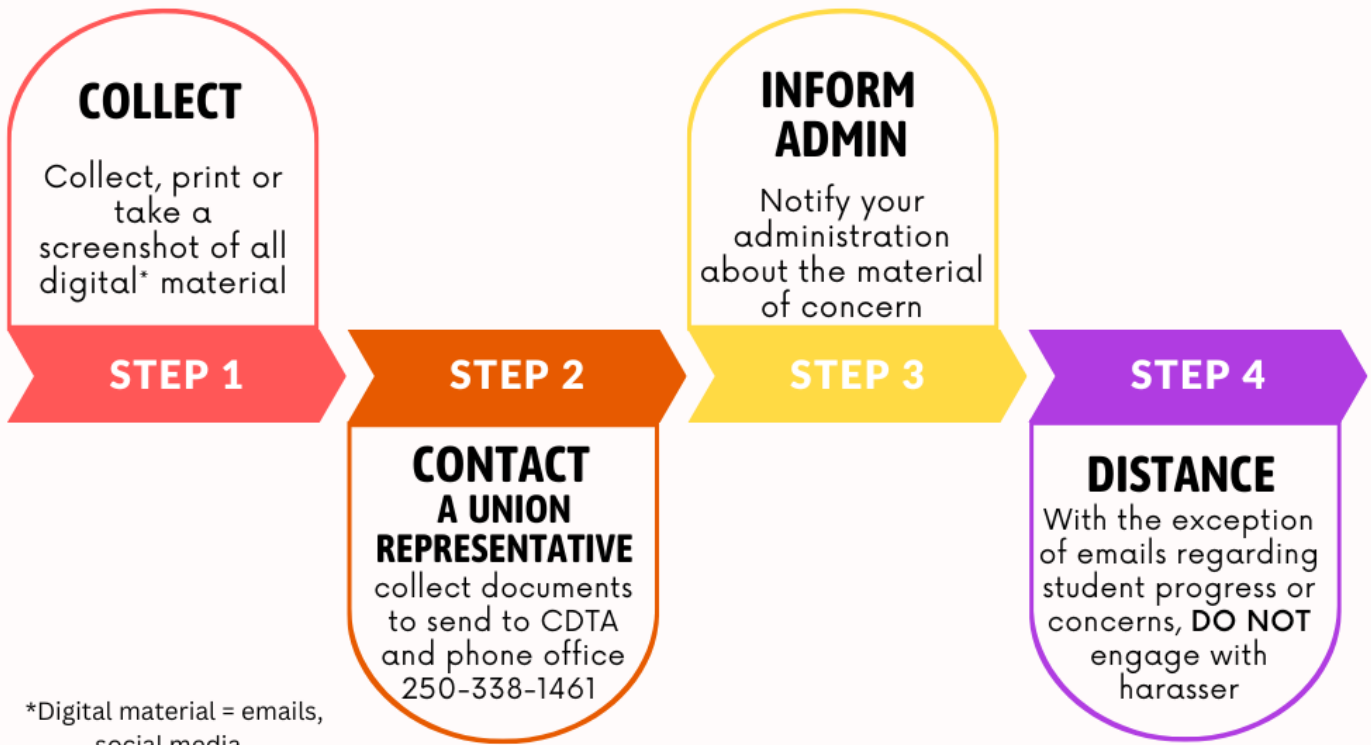 COLLECT
Collect, print or
take a
screenshot of all
digital* material
STEP 1
STEP 2
CONTACT
A UNION
REPRESENTATIVE
collect documents
to send to CDTA
and phone office
250-338-1461
INFORM
ADMIN
Notify your
administration
about the material
of concern
STEP 3
STEP 4
DISTANCE
With the exception
of emails regarding
student progress or
concerns, DO NOT
engage with
harasser
*Digital material = emails,
social media